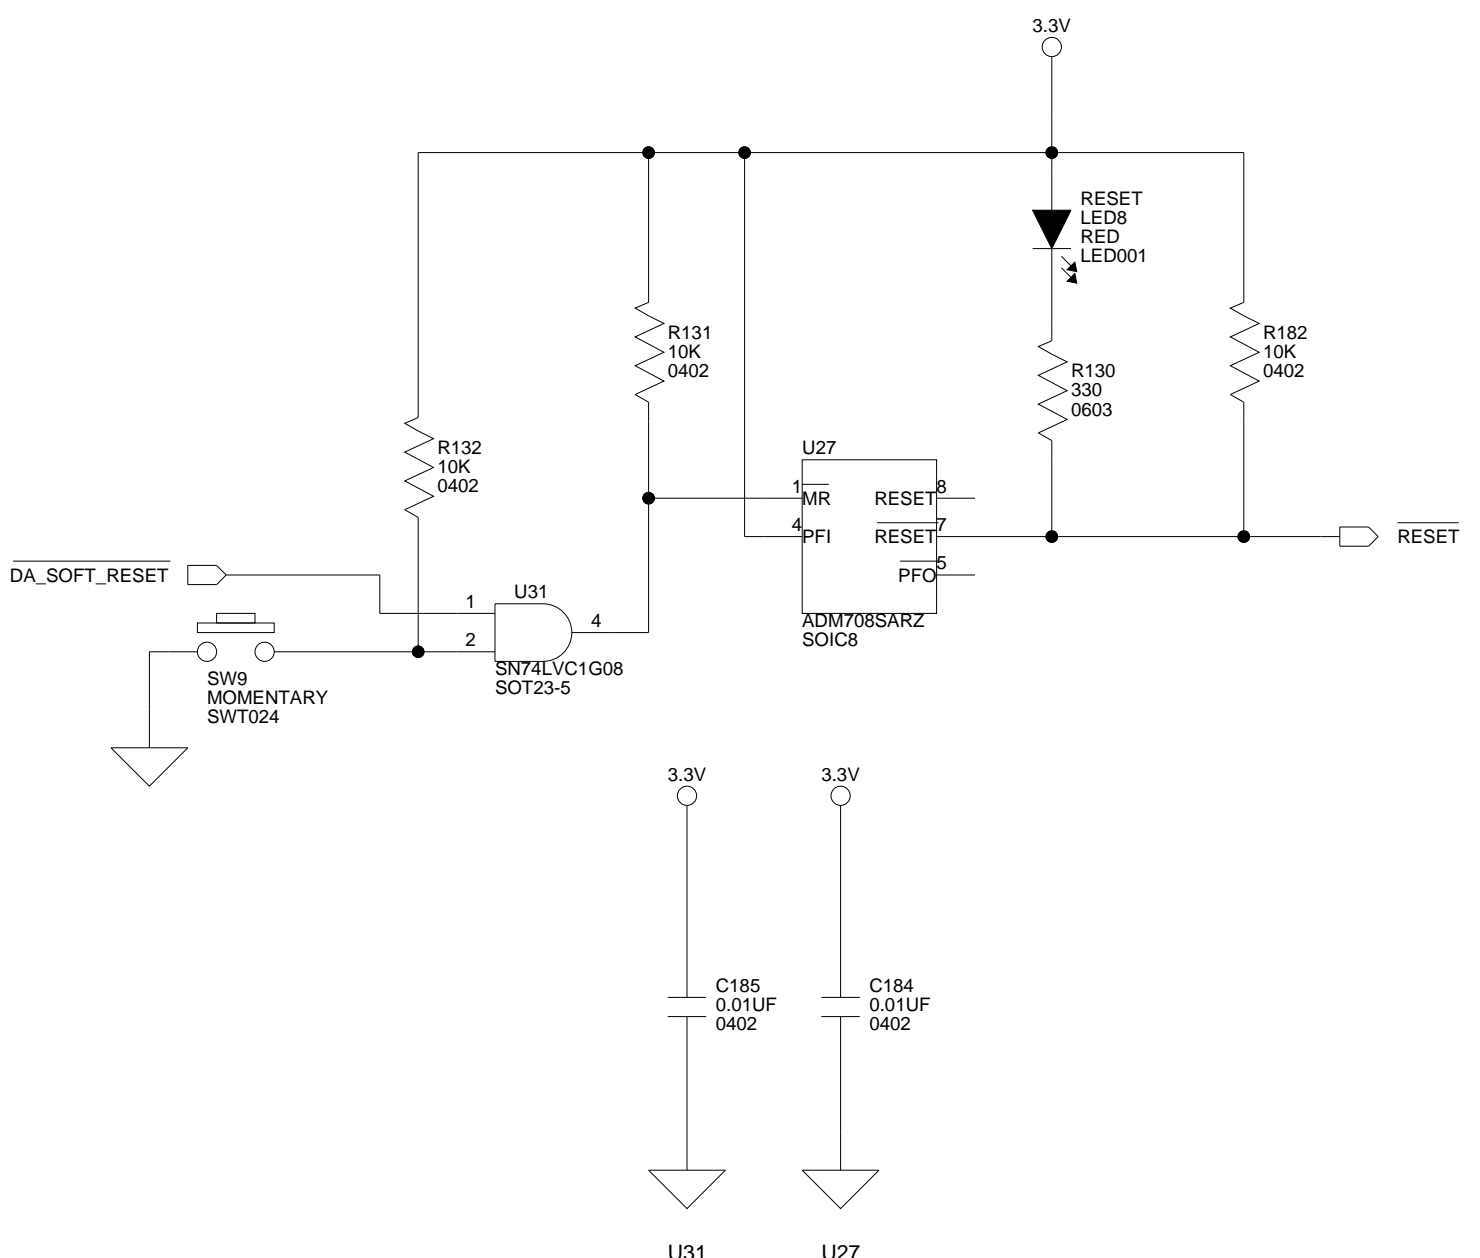 3.3V
RESET
LED8
RED
LED001
R131
10K
0402
R182
10K
0402
R130
330
0603
R132
10K
0402
U27
1
MR
4
PFI
RESET
8
RESET
7
PFO
5
ADM708SARZ
SOIC8
RESET
DA_SOFT_RESET
U31
1
2
4
SN74LVC1G08
SOT23-5
SW9
MOMENTARY
SWT024
3.3V
3.3V
C185
0.01UF
0402
C184
0.01UF
0402
U31
U27